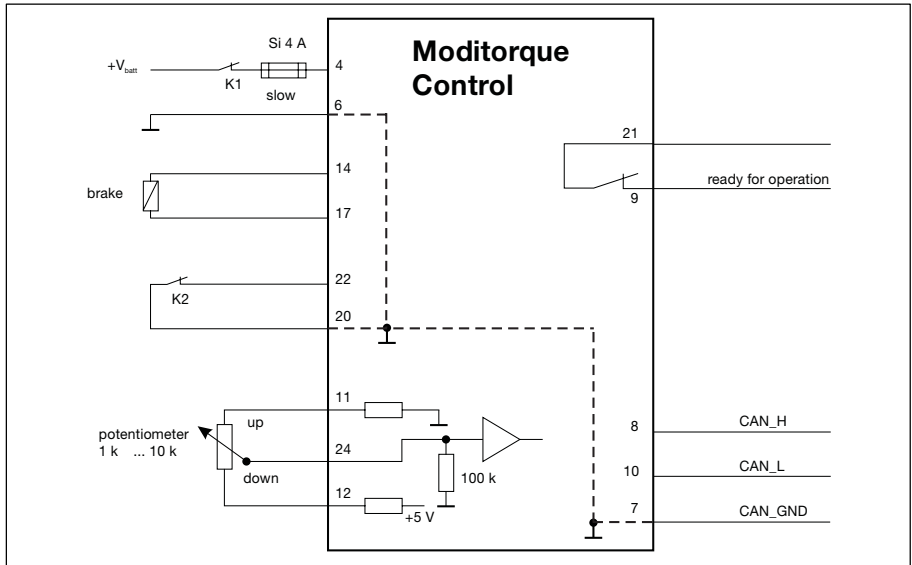 Moditorque
Control
Si 4 A
+Vbatt
K1
slow
4
6
14
brake
17
22
K2
20
11
up
potentiometer
1 k ... 10 k
24
down
100 k
12
+5 V
21
ready for operation
9
8
CAN_H
10
CAN_L
7
CAN_GND